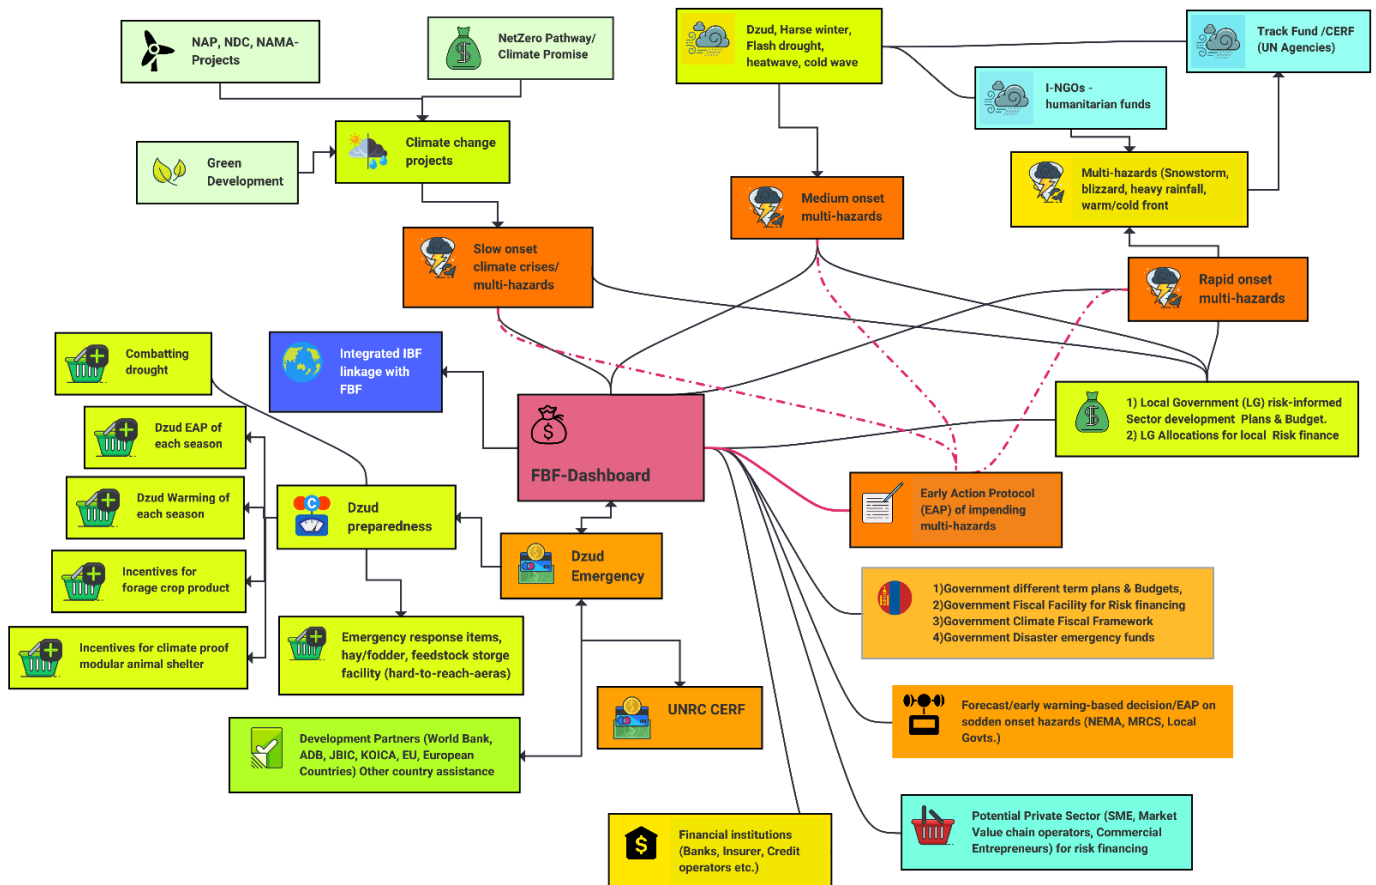 NAP, NDC, NAMA-
Projects
NetZero Pathway/
Climate Promise
Dzud, Harse winter,
Flash drought,
heatwave, cold wave
Track Fund /CERF
(UN Agencies)
I-NGOs -
humanitarian funds
Green
Development
Climate change
projects
Medium onset
multi-hazards
Multi-hazards (Snowstorm,
blizzard, heavy rainfall,
warm/cold front
Slow onset
climate crises/
multi-hazards
Rapid onset
multi-hazards
Combatting
drought
Integrated IBF
linkage with
FBF
Dzud EAP of
each season
$
FBF-Dashboard
1) Local Government (LG) risk-informed
Sector development Plans & Budget.
2) LG Allocations for local Risk finance
Dzud Warming of
each season
C
Dzud
preparedness
Early Action Protocol
(EAP) of impending
multi-hazards
Incentives for
forage crop product
Dzud
Emergency
1)Government different term plans & Budgets,
2)Government Fiscal Facility for Risk financing
3)Government Climate Fiscal Framework
4)Government Disaster emergency funds
Incentives for climate proof
modular animal shelter
Emergency response items,
hay/fodder, feedstock storge
facility (hard-to-reach-aeras)
UNRC CERF
Forecast/early warning-based decision/EAP on
sodden onset hazards (NEMA, MRCS, Local
Govts.)
Development Partners (World Bank,
ADB, JBIC, KOICA, EU, European
Countries) Other country assistance
Financial institutions
(Banks, Insurer, Credit
operators etc.)
Potential Private Sector (SME, Market
Value chain operators, Commercial
Entrepreneurs) for risk financing